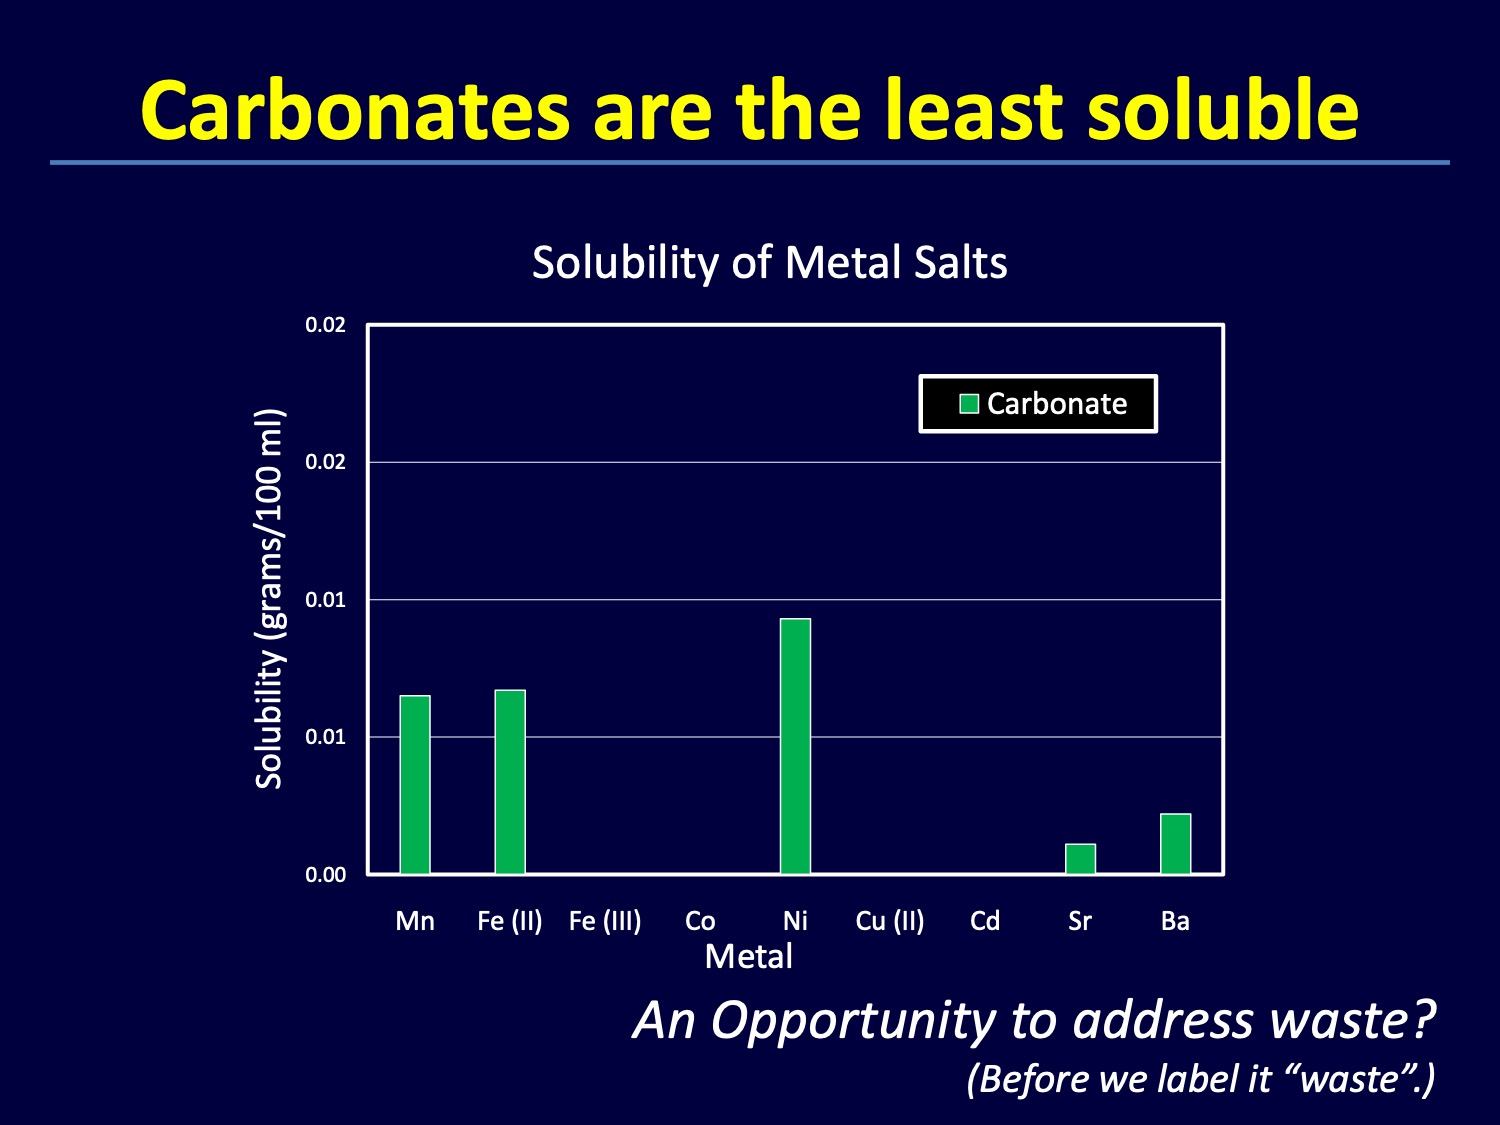 Carbonates are the least soluble
Solubility of Metal Salts
0.02
Carbonate
0.02
0.01
0.01
0.00
Solubility (grams/100 ml)
Mn Fe (II) Fe (III) Co Ni Cu (II) Cd Sr Ba
Metal
An Opportunity to address waste?
(Before we label it “waste”.)